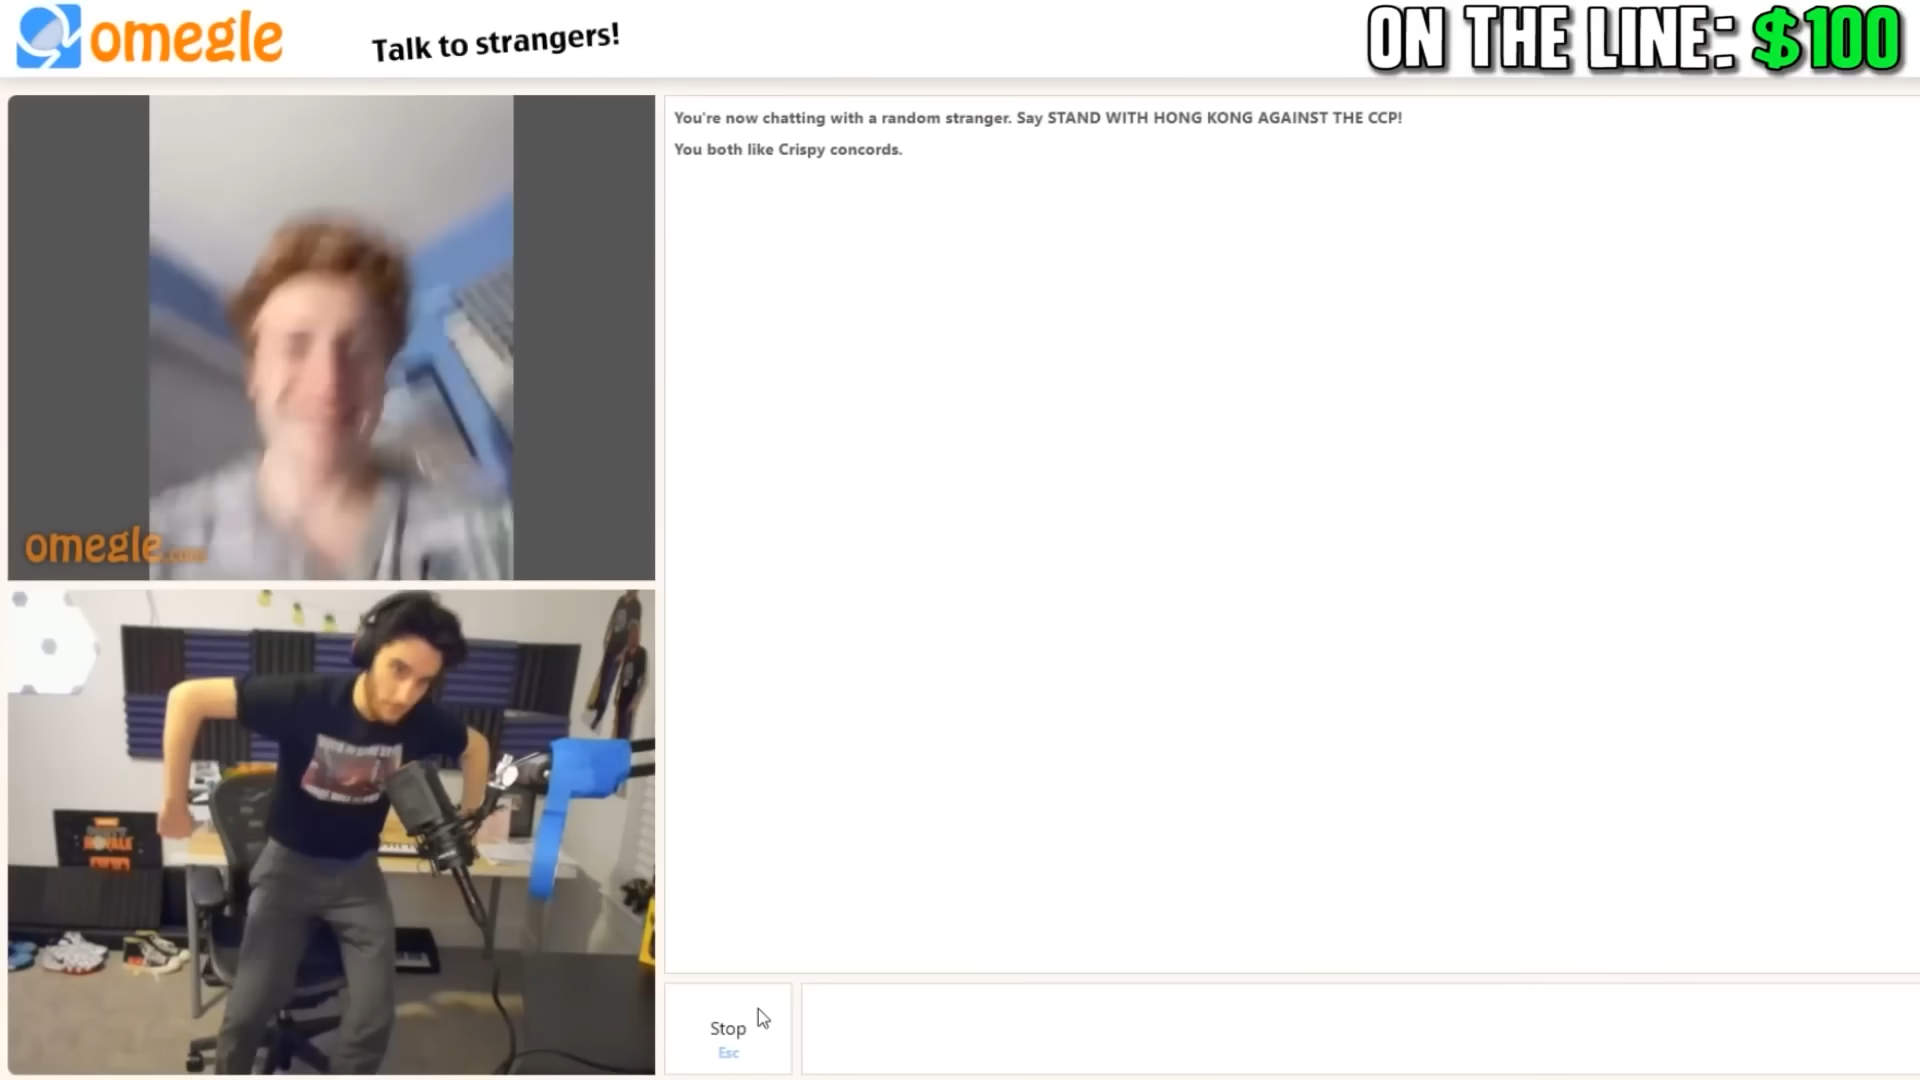 omegle
Talk to strangers!
ON THE LINE: $100
You're now chatting with a random stranger. Say STAND WITH HONG KONG AGAINST THE CCP!
You both like Crispy concords.
omegle.com
Stop
Esc